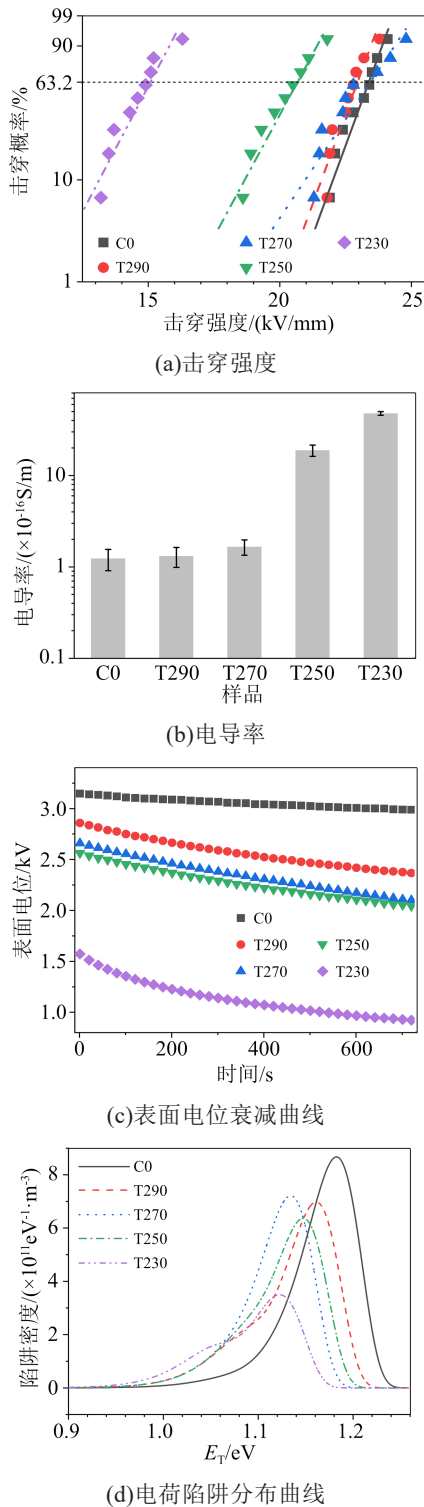 99
90
63.2
10
1
击穿概率/%
C0
T270
T230
T290
T250
15
20
25
击穿强度/(kV/mm)
(a)击穿强度
10
1
0.1
电导率/(×10⁻¹⁶S/m)
C0 T290 T270 T250 T230
样品
(b)电导率
3.0
2.5
2.0
1.5
1.0
表面电位/kV
C0
T290
T250
T270
T230
0 200 400 600
时间/s
(c)表面电位衰减曲线
8
6
4
2
0
陷阱密度/(×10¹¹eV⁻¹·m⁻³)
C0
T290
T270
T250
T230
0.9 1.0 1.1 1.2
E_T/eV
(d)电荷陷阱分布曲线